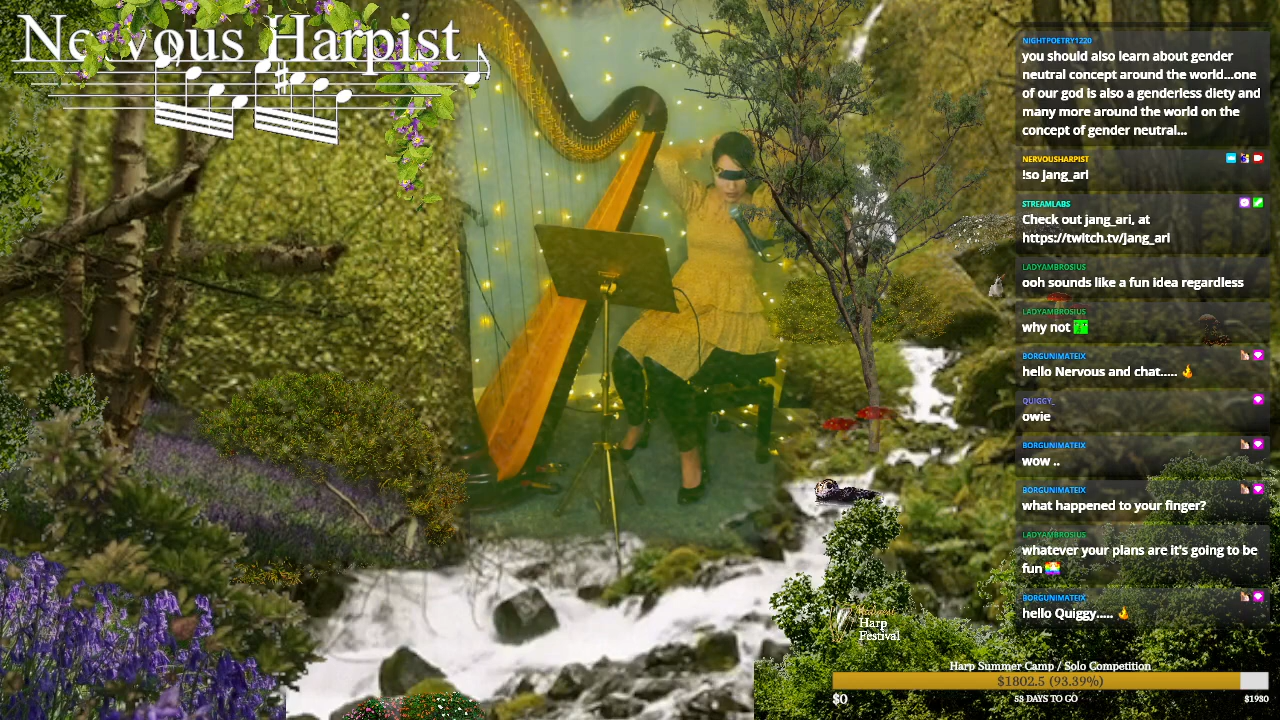 Nervous Harpist
NIGHTPOETRY1220
you should also learn about gender
neutral concept around the world...one
of our god is also a genderless diety and
many more around the world on the
concept of gender neutral...
NERVOUSHARPIST
!so jang_ari
STREAMLABS
Check out jang_ari, at
https://twitch.tv/jang_ari
LADYAMBROSIUS
ooh sounds like a fun idea regardless
LADYAMBROSIUS
why not
BORGUNIMATEIX
hello Nervous and chat.....
QUIGGY_
owie
BORGUNIMATEIX
wow ..
BORGUNIMATEIX
what happened to your finger?
LADYAMBROSIUS
whatever your plans are it's going to be
fun
BORGUNIMATEIX
hello Quiggy.....
Harp
Festival
Harp Summer Camp / Solo Competition
$1802.5 (93.39%)
$0 53 DAYS TO GO $1930